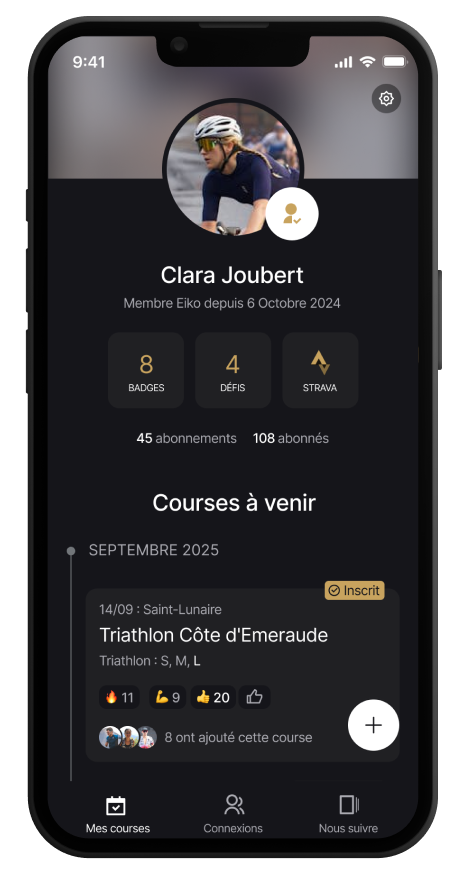 9:41
Clara Joubert
Membre Eiko depuis 6 Octobre 2024
8 4
BADGES DÉFIS STRAVA
45 abonnements 108 abonnés
Courses à venir
SEPTEMBRE 2025
Inscrit
14/09 : Saint-Lunaire
Triathlon Côte d'Emeraude
Triathlon : S, M, L
11 9 20
8 ont ajouté cette course
Mes courses Connexions Nous suivre